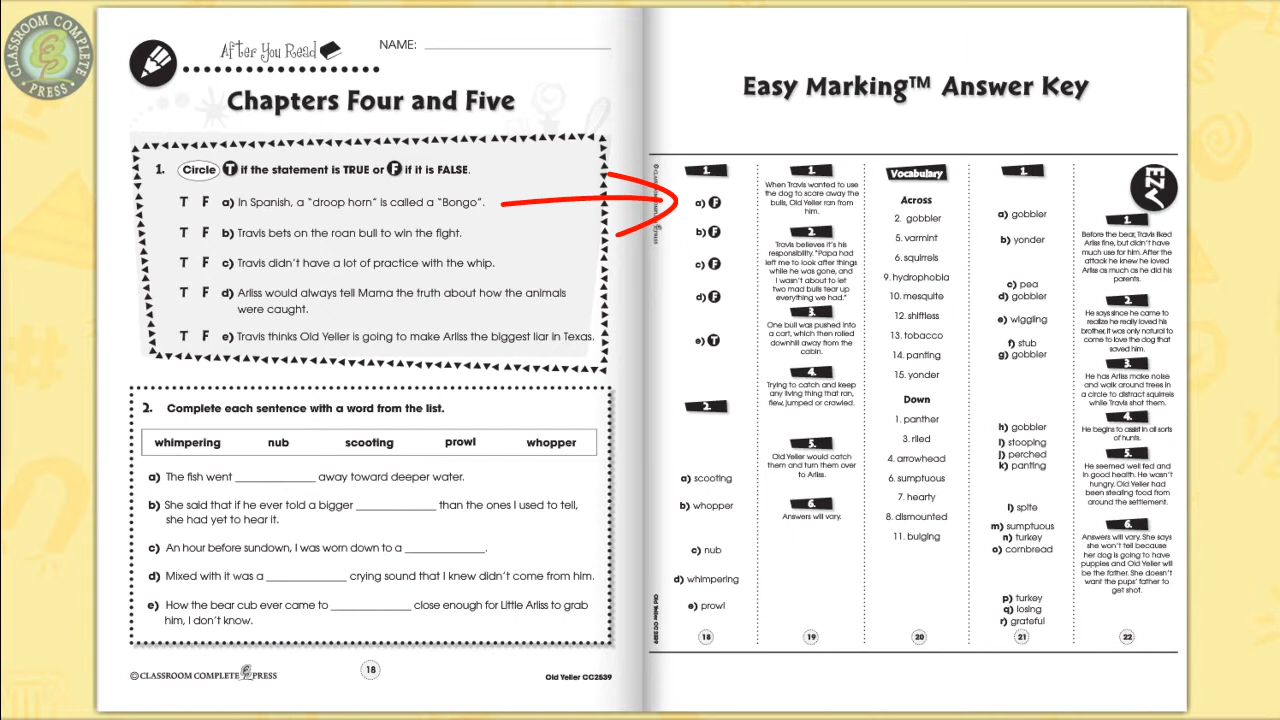 CLASSROOM COMPLETE PRESS
After You Read
NAME:
Chapters Four and Five
1. Circle T if the statement is TRUE or F if it is FALSE.
T F a) In Spanish, a “droop horn” is called a “Bongo”.
T F b) Travis bets on the roan bull to win the fight.
T F c) Travis didn’t have a lot of practice with a bullwhip.
T F d) Arliss would always tell Mama the truth about how the animals
were caught.
T F e) Travis thinks Old Yeller is going to make Arliss the biggest liar in Texas.
2. Complete each sentence with a word from the list.
whimpering nub scooting prowl whopper
a) The fish went ______________ away toward deeper water.
b) She said that if he ever told a bigger ______________ than the ones I used to tell,
she had yet to hear it.
c) An hour before sundown, I was worn down to a ______________.
d) Mixed with it was a ______________ crying sound that I knew didn’t come from him.
e) How the bear cub ever came to ______________ close enough for Little Arliss to grab
him, I don’t know.
© CLASSROOM COMPLETE PRESS
18
Old Yeller CC2539
Easy Marking™ Answer Key
1.
a) F
b) F
c) F
d) F
e) T
2.
a) scooting
b) whopper
c) nub
d) whimpering
e) prowl
Old Yeller CC2539
18
1.
When Travis wanted to use
the dog to scare away the
bulls, Old Yeller ran from
him.
2.
Travis believes it’s his
responsibility. “Papa had
left me to look after things
while he was gone, and
I wasn’t about to let
two mad bulls tear up
everything we had.”
3.
One bull was pushed into
a cart, which then rolled
downhill away from the
cabin.
4.
Trying to catch and keep
any living thing that ran,
flew, jumped or crawled.
5.
Old Yeller would catch
them and turn them over
to Arliss.
6.
Answers will vary.
19
Vocabulary
Across
2. gobbler
5. varmint
6. squirrels
9. hydrophobia
10. mesquite
12. shiftless
13. tobacco
14. panting
15. yonder
Down
1. panther
3. riled
4. arrowhead
6. sumptuous
7. hearty
8. dismounted
11. bulging
20
1.
a) gobbler
b) yonder
c) pea
d) gobbler
e) wiggling
f) stub
g) gobbler
h) gobbler
i) stooping
j) perched
k) panting
l) spite
m) sumptuous
n) turkey
o) cornbread
p) turkey
q) losing
r) grateful
21
EZ✓
1.
Before the bear, Travis liked
Arliss fine, but didn’t have
much use for him. After the
attack he knew he loved
Arliss as much as he did his
parents.
2.
He says since he came to
realize he really loved his
brother, it was only natural to
come to love the dog that
saved him.
3.
He has Arliss make noise
and walk around trees in
a circle to distract squirrels
while Travis shot them.
4.
He begins to assist in all sorts
of hunts.
5.
He seemed well fed and
in good health. He wasn’t
hungry. Old Yeller had
been stealing food from
around the settlement.
6.
Answers will vary. She says
she won’t tell because
her dog is going to have
puppies and Old Yeller will
be the father. She doesn’t
want the pups’ father to
get shot.
22